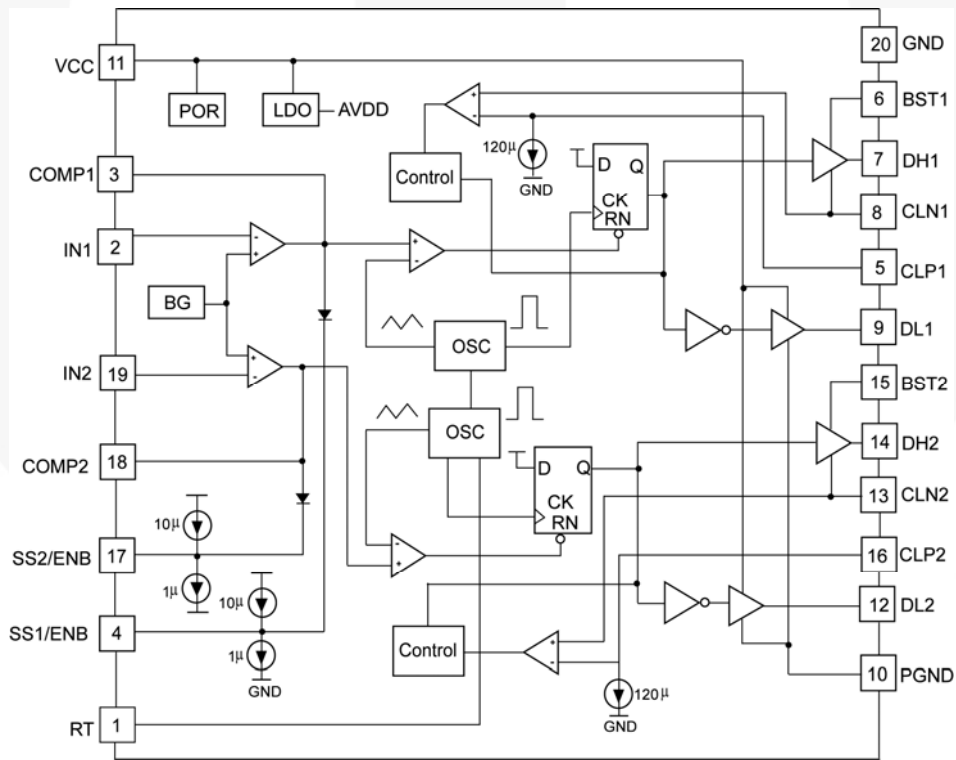 VCC 11
POR
LDO
AVDD
COMP1 3
IN1 2
BG
IN2 19
COMP2 18
10μ
SS2/ENB 17
1μ
10μ
SS1/ENB 4
1μ
GND
RT 1
+
-
120μ
GND
Control
D Q
CK
RN
-
+
+
-
OSC
OSC
+
-
D Q
CK
RN
-
+
Control
+
-
120μ
GND
20 GND
6 BST1
7 DH1
8 CLN1
5 CLP1
9 DL1
15 BST2
14 DH2
13 CLN2
16 CLP2
12 DL2
10 PGND